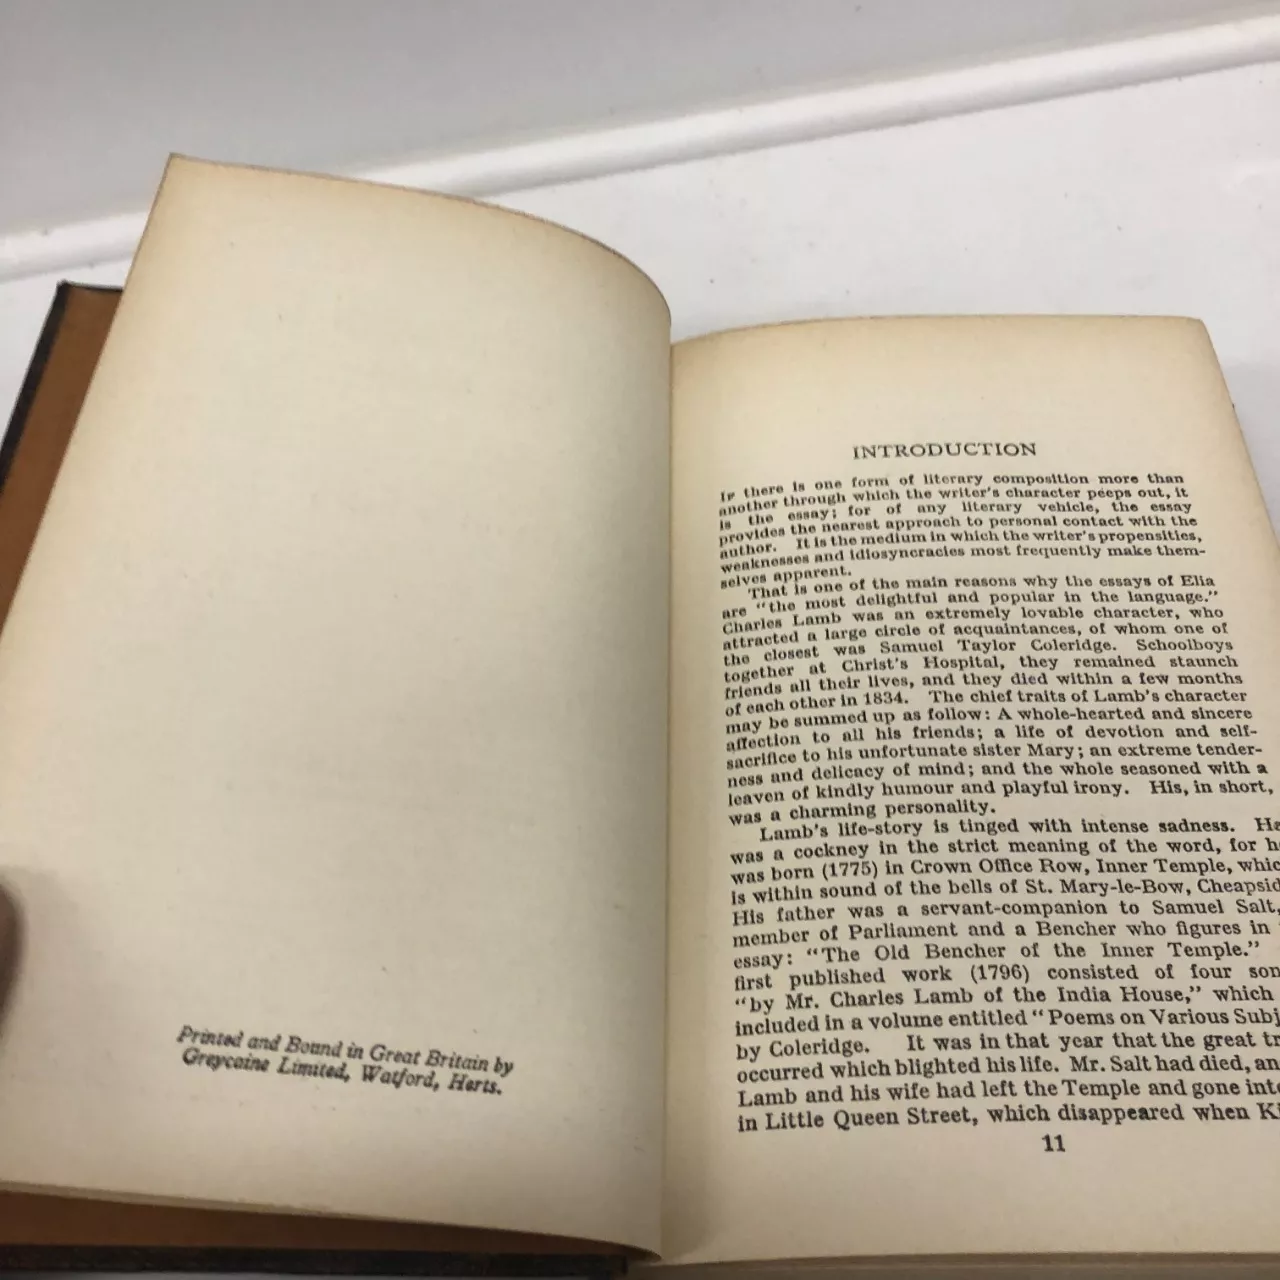 Printed and Bound in Great Britain by
Greycaine Limited, Watford, Herts.
INTRODUCTION
IF there is one form of literary composition more than
another through which the writer's character peeps out, it
is the essay; for of any literary vehicle, the essay
provides the nearest approach to personal contact with the
author. It is the medium in which the writer's propensities,
weaknesses and idiosyncracies most frequently make them-
selves apparent.
That is one of the main reasons why the essays of Elia
are "the most delightful and popular in the language."
Charles Lamb was an extremely lovable character, who
attracted a large circle of acquaintances, of whom one of
the closest was Samuel Taylor Coleridge. Schoolboys
together at Christ's Hospital, they remained staunch
friends all their lives, and they died within a few months
of each other in 1834. The chief traits of Lamb's character
may be summed up as follow: A whole-hearted and sincere
affection to all his friends; a life of devotion and self-
sacrifice to his unfortunate sister Mary; an extreme tender-
ness and delicacy of mind; and the whole seasoned with a
leaven of kindly humour and playful irony. His, in short,
was a charming personality.
Lamb's life-story is tinged with intense sadness.
was a cockney in the strict meaning of the word, for
was born (1775) in Crown Office Row, Inner Temple,
is within sound of the bells of St. Mary-le-Bow,
His father was a servant-companion to Samuel Salt,
member of Parliament and a Bencher who figures in
essay: "The Old Bencher of the Inner Temple."
first published work (1796) consisted of four
"by Mr. Charles Lamb of the India House," which
included in a volume entitled "Poems on Various
by Coleridge. It was in that year that the great
occurred which blighted his life. Mr. Salt had died,
Lamb and his wife had left the Temple and gone
in Little Queen Street, which disappeared when
11